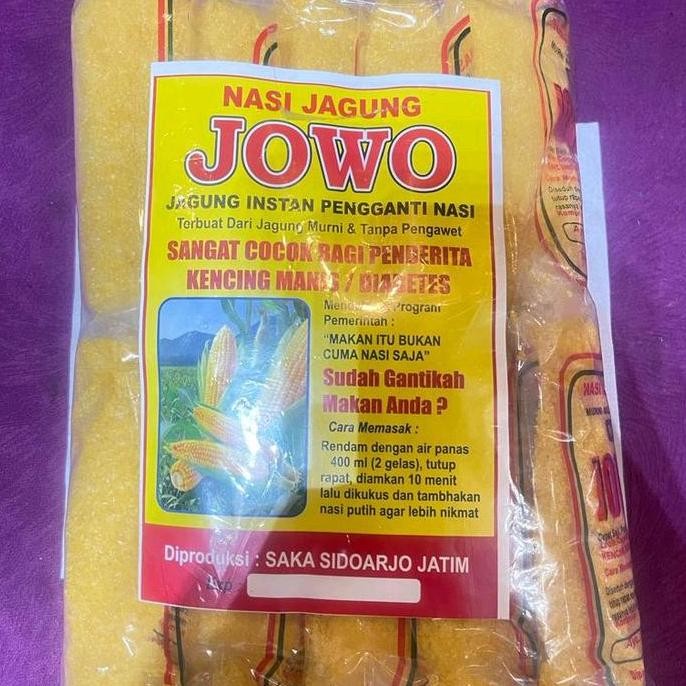 NASI JAGUNG
JOWO
JAGUNG INSTAN PENGGANTI NASI
Terbuat Dari Jagung Murni & Tanpa Pengawet
SANGAT COCOK BAGI PENDERITA
KENCING MANIS / DIABETES
Program
Pemerintah :
"MAKAN ITU BUKAN
CUMA NASI SAJA"
Sudah Gantikah
Makan Anda ?
Cara Memasak :
Rendam dengan air panas
400 ml (2 gelas), tutup
rapat, diamkan 10 menit
lalu dikukus dan tambhakan
nasi putih agar lebih nikmat
Diproduksi : SAKA SIDOARJO JATIM